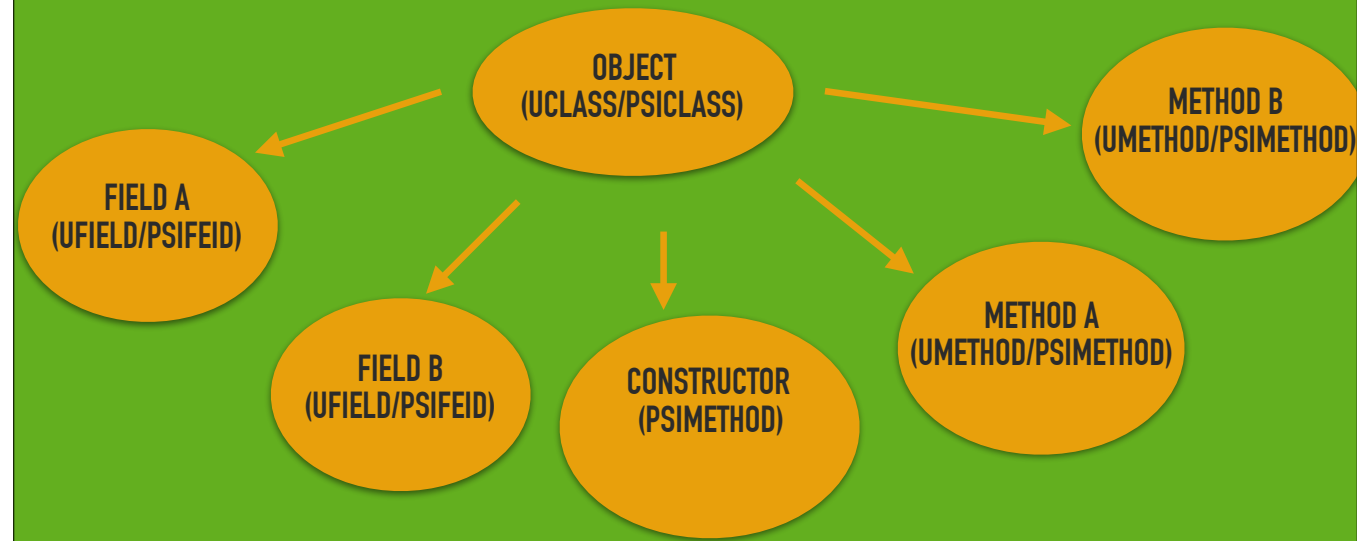 OBJECT
(UCLASS/PSICLASS)
METHOD B
(UMETHOD/PSIMETHOD)
FIELD A
(UFIELD/PSIFEID)
METHOD A
(UMETHOD/PSIMETHOD)
FIELD B
(UFIELD/PSIFEID)
CONSTRUCTOR
(PSIMETHOD)